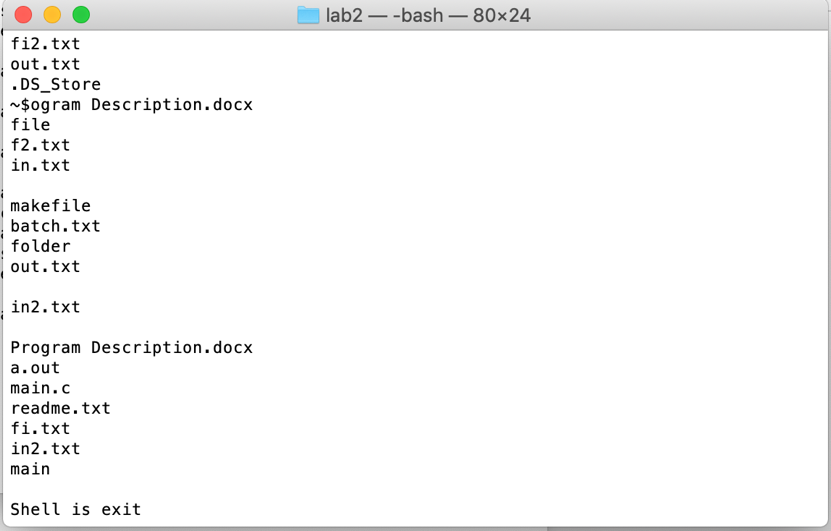 lab2 — -bash — 80×24
fi2.txt
out.txt
.DS_Store
~$ogram Description.docx
file
f2.txt
in.txt
makefile
batch.txt
folder
out.txt
in2.txt
Program Description.docx
a.out
main.c
readme.txt
fi.txt
in2.txt
main
Shell is exit